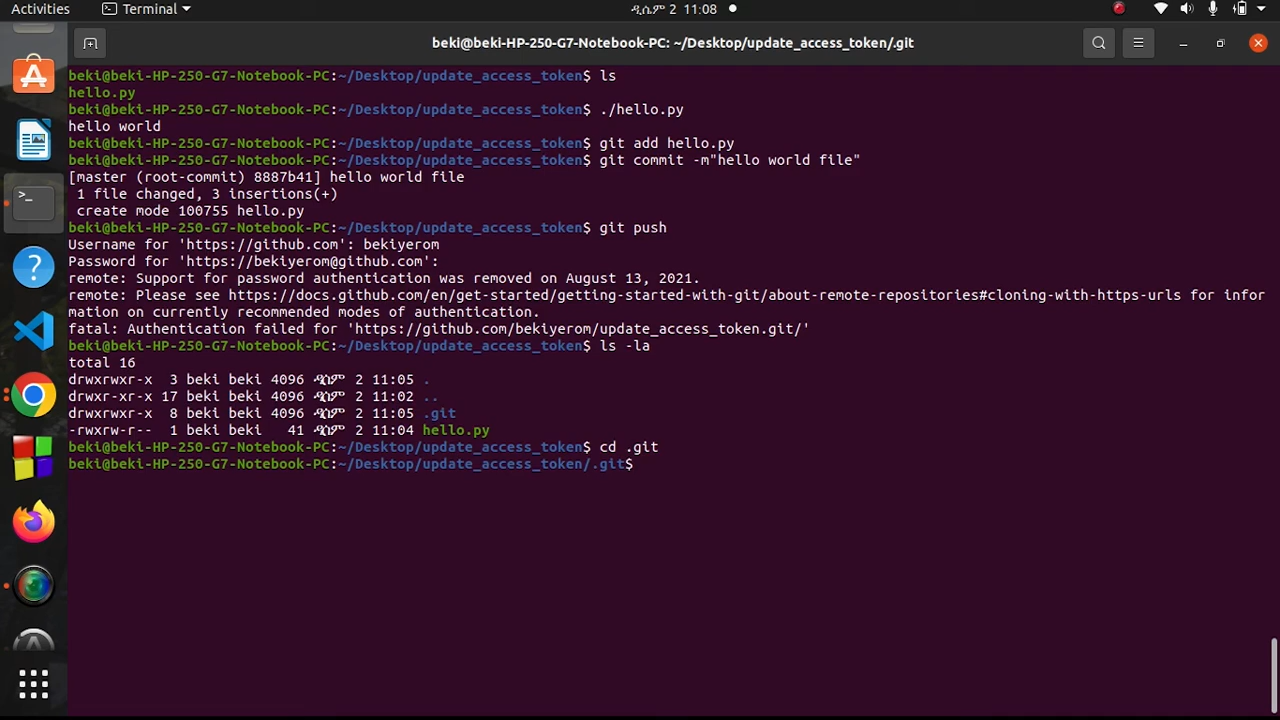 Activities
Terminal
ዲሴም 2 11:08
beki@beki-HP-250-G7-Notebook-PC: ~/Desktop/update_access_token/.git
beki@beki-HP-250-G7-Notebook-PC:~/Desktop/update_access_token$ ls
hello.py
beki@beki-HP-250-G7-Notebook-PC:~/Desktop/update_access_token$ ./hello.py
hello world
beki@beki-HP-250-G7-Notebook-PC:~/Desktop/update_access_token$ git add hello.py
beki@beki-HP-250-G7-Notebook-PC:~/Desktop/update_access_token$ git commit -m"hello world file"
[master (root-commit) 8887b41] hello world file
 1 file changed, 3 insertions(+)
 create mode 100755 hello.py
beki@beki-HP-250-G7-Notebook-PC:~/Desktop/update_access_token$ git push
Username for 'https://github.com': bekiyerom
Password for 'https://bekiyerom@github.com':
remote: Support for password authentication was removed on August 13, 2021.
remote: Please see https://docs.github.com/en/get-started/getting-started-with-git/about-remote-repositories#cloning-with-https-urls for infor
mation on currently recommended modes of authentication.
fatal: Authentication failed for 'https://github.com/bekiyerom/update_access_token.git/'
beki@beki-HP-250-G7-Notebook-PC:~/Desktop/update_access_token$ ls -la
total 16
drwxrwxr-x  3 beki beki 4096 ዲሴም 2 11:05 .
drwxr-xr-x 17 beki beki 4096 ዲሴም 2 11:02 ..
drwxrwxr-x  8 beki beki 4096 ዲሴም 2 11:05 .git
-rwxrw-r--  1 beki beki   41 ዲሴም 2 11:04 hello.py
beki@beki-HP-250-G7-Notebook-PC:~/Desktop/update_access_token$ cd .git
beki@beki-HP-250-G7-Notebook-PC:~/Desktop/update_access_token/.git$